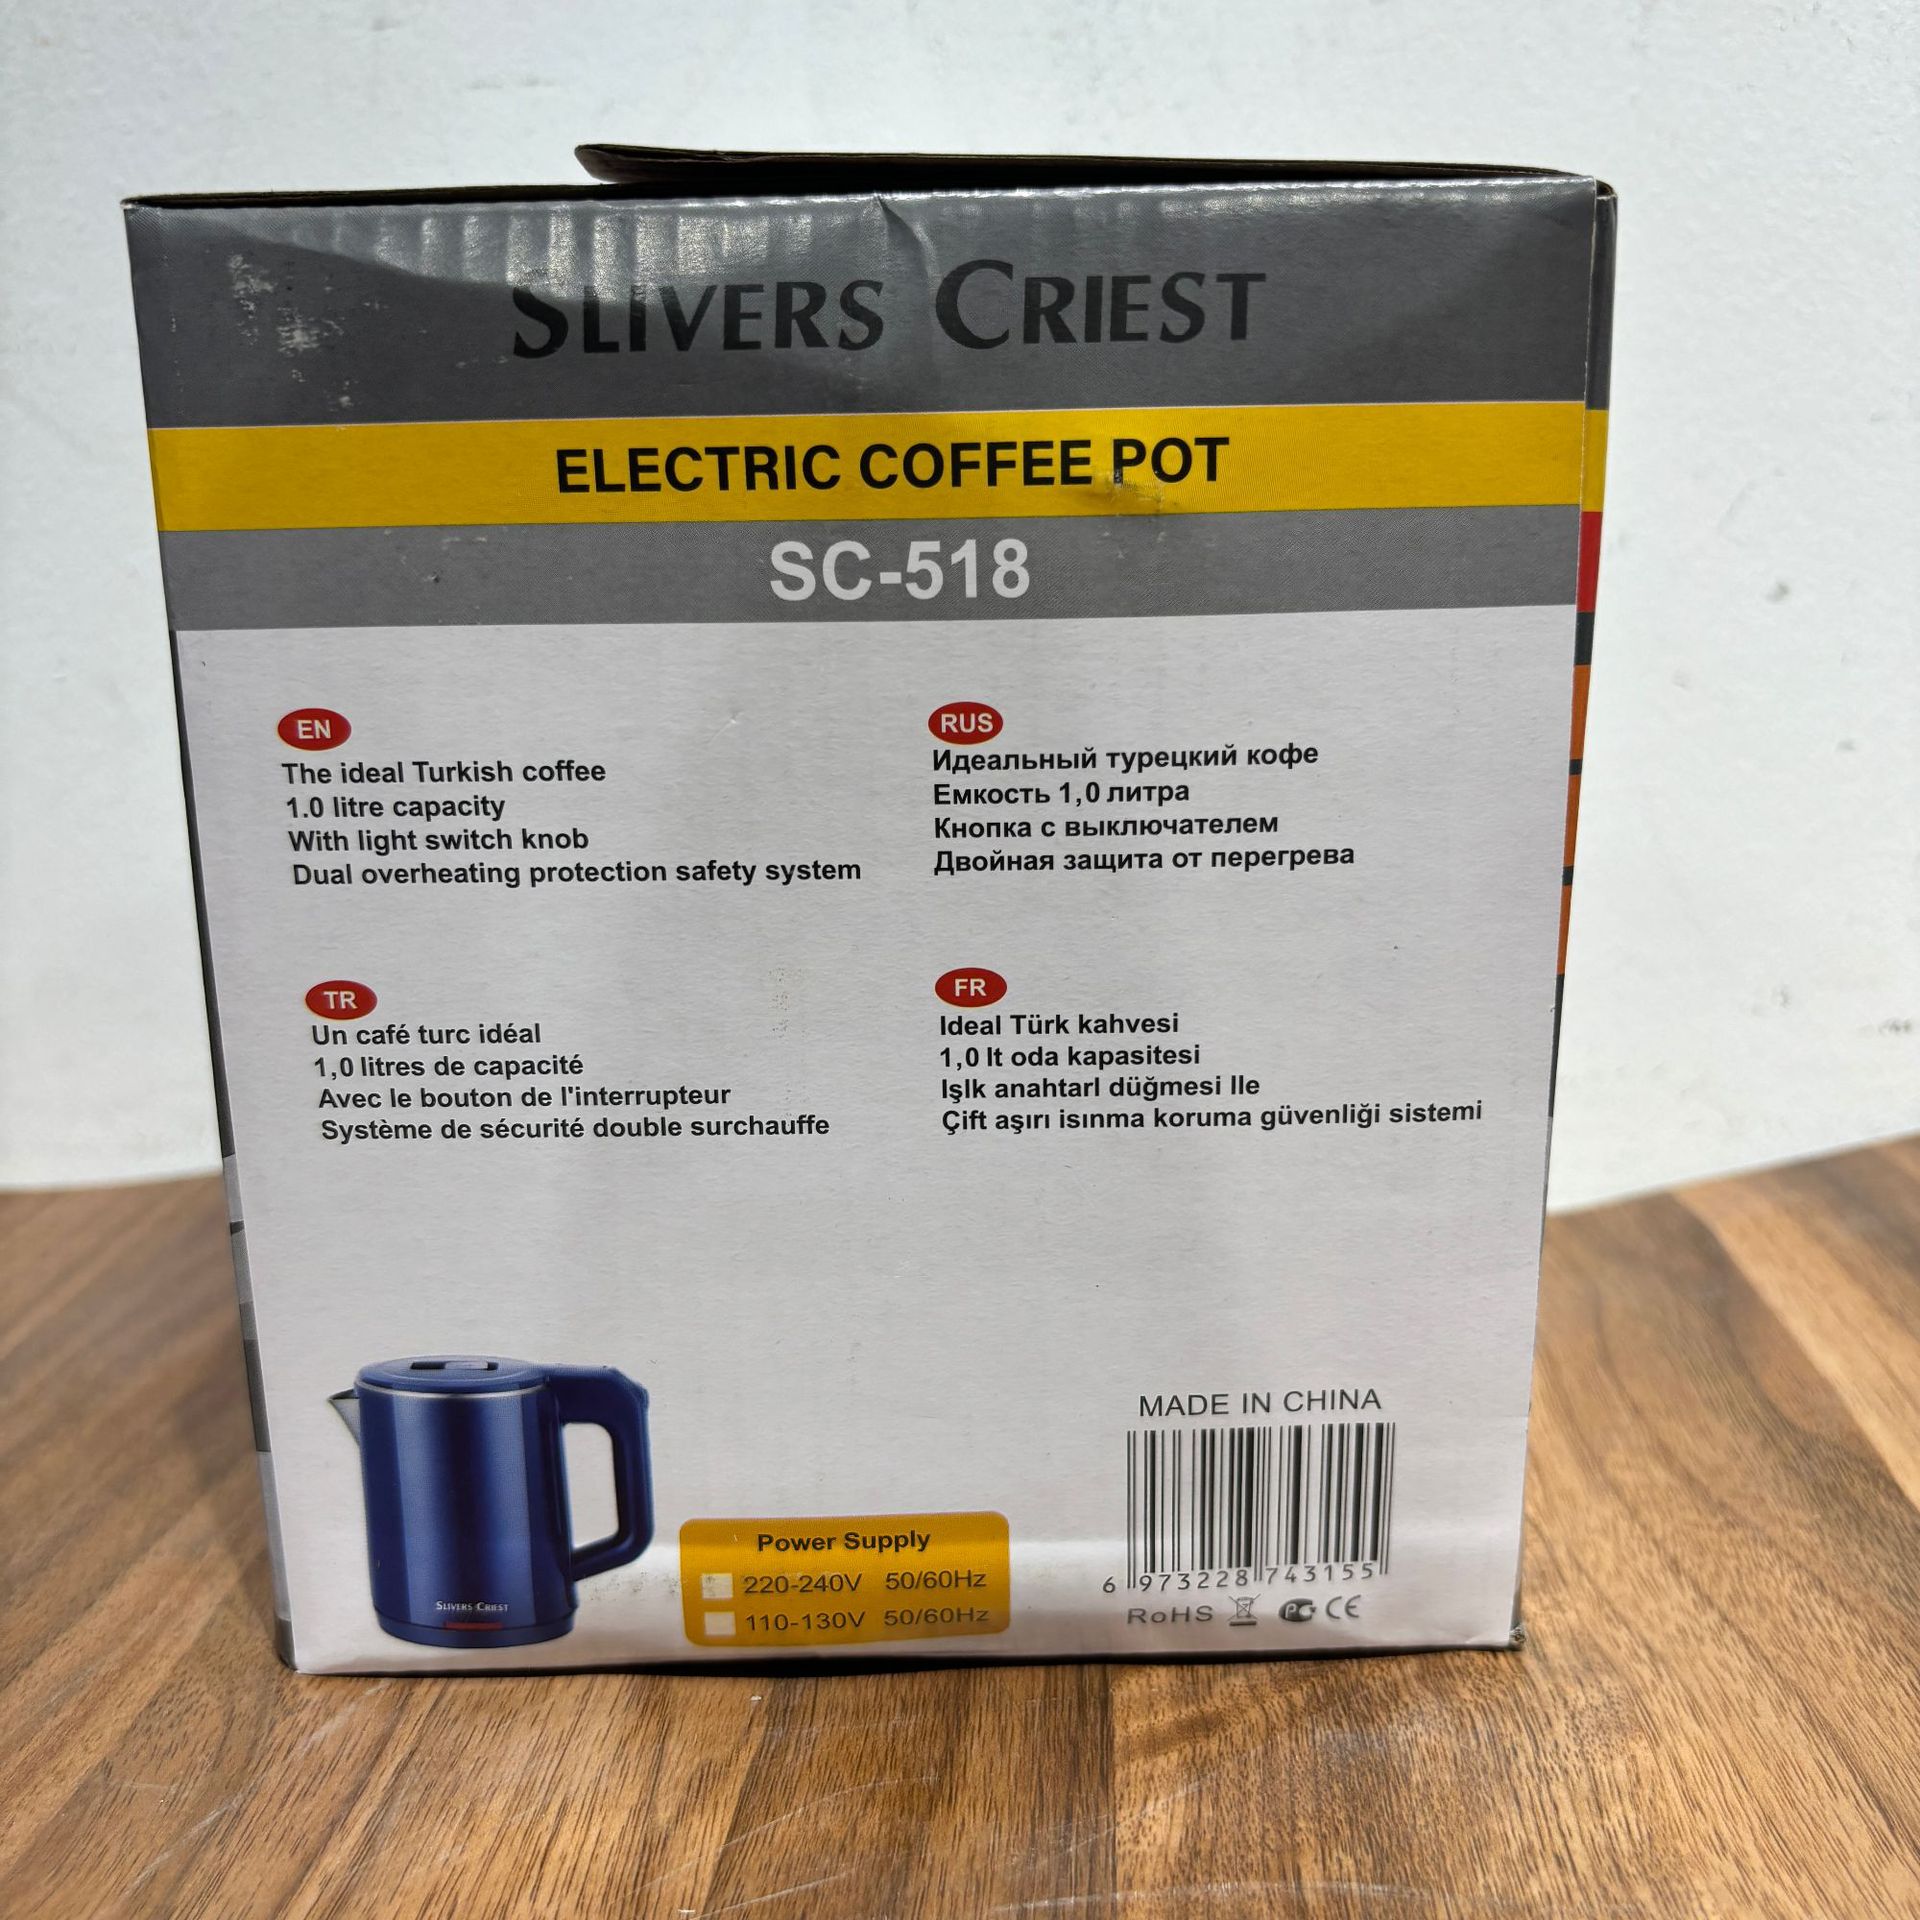 SLIVERS CRIEST
ELECTRIC COFFEE POT
SC-518
EN
The ideal Turkish coffee
1.0 litre capacity
With light switch knob
Dual overheating protection safety system
RUS
Идеальный турецкий кофе
Емкость 1,0 литра
Кнопка с выключателем
Двойная защита от перегрева
TR
Un café turc idéal
1,0 litres de capacité
Avec le bouton de l'interrupteur
Système de sécurité double surchauffe
FR
Ideal Türk kahvesi
1,0 lt oda kapasitesi
IşIk anahtarI düğmesi Ile
Çift aşırı isınma koruma güvenliği sistemi
SLIVERS CRIEST
Power Supply
220-240V 50/60Hz
110-130V 50/60Hz
MADE IN CHINA
6 973228 743155
RoHS PC CE